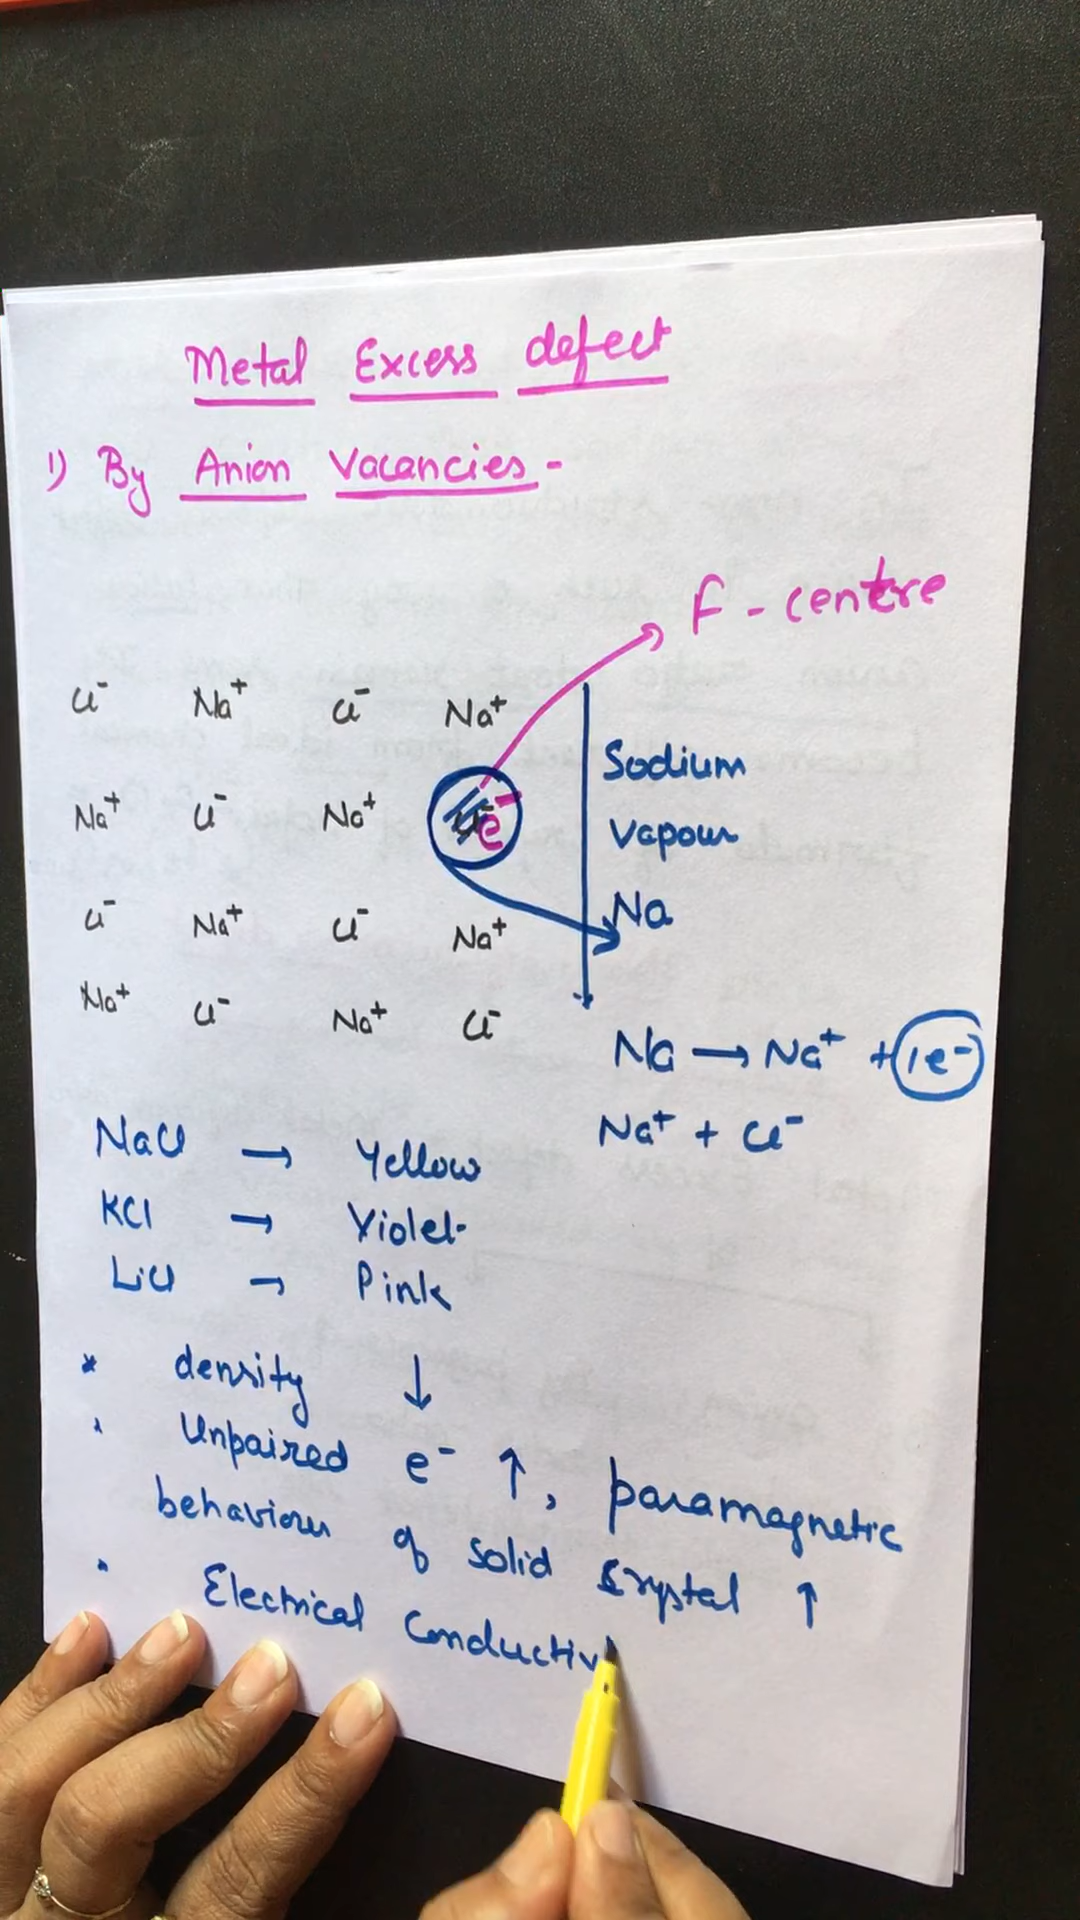 Metal Excess defect
1) By Anion Vacancies -
F - centre
Cl⁻ Na⁺ Cl⁻ Na⁺
Sodium
vapour
Na⁺ Cl⁻ Na⁺ e⁻
Na
Cl⁻ Na⁺ Cl⁻ Na⁺
Na⁺ Cl⁻ Na⁺ Cl⁻
Na → Na⁺ + 1e⁻
Na⁺ + Cl⁻
NaCl → Yellow
KCl → Violet
LiCl → Pink
* density ↓
Unpaired e⁻ ↑, paramagnetic
behaviour of solid crystal ↑
Electrical Conductiv